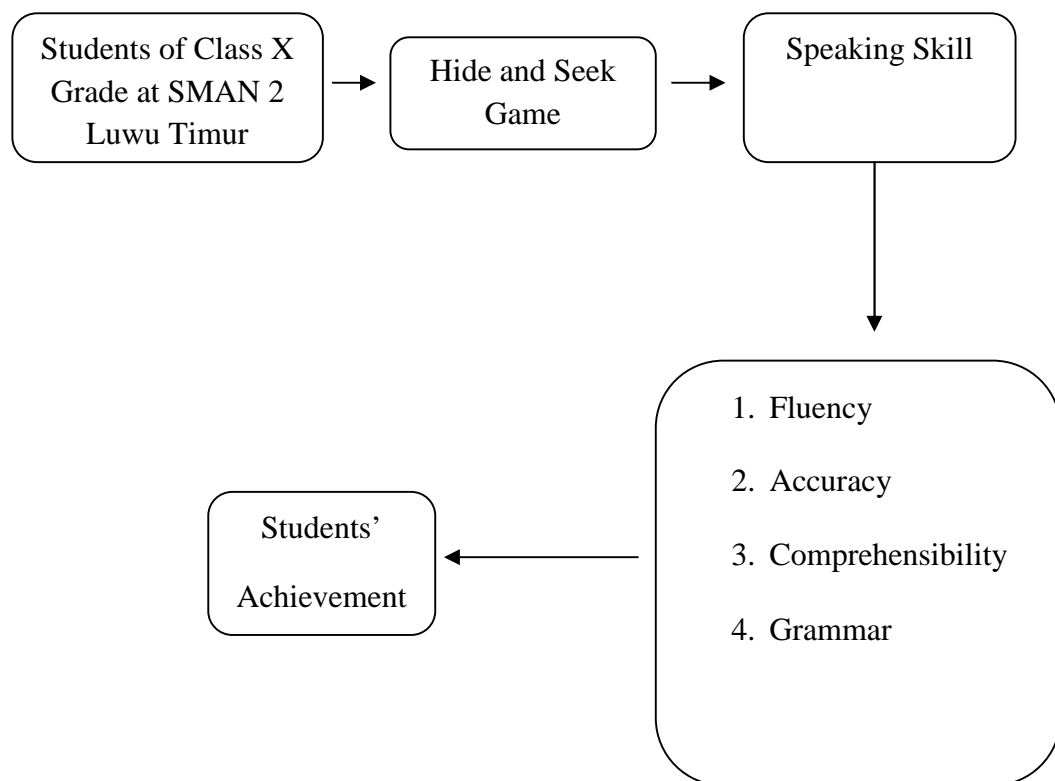 Students of Class X
Grade at SMAN 2
Luwu Timur
Hide and Seek
Game
Speaking Skill
1. Fluency
2. Accuracy
3. Comprehensibility
4. Grammar
Students’
Achievement